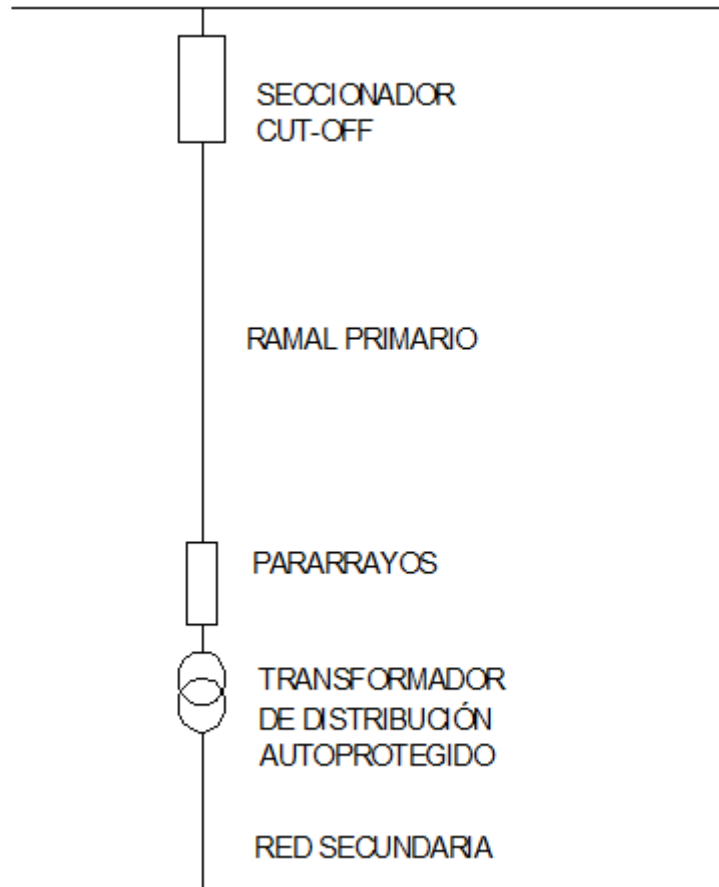 SECCIONADOR
CUT-OFF
RAMAL PRIMARIO
PARARRAYOS
TRANSFORMADOR
DE DISTRIBUCIÓN
AUTOPROTEGIDO
RED SECUNDARIA